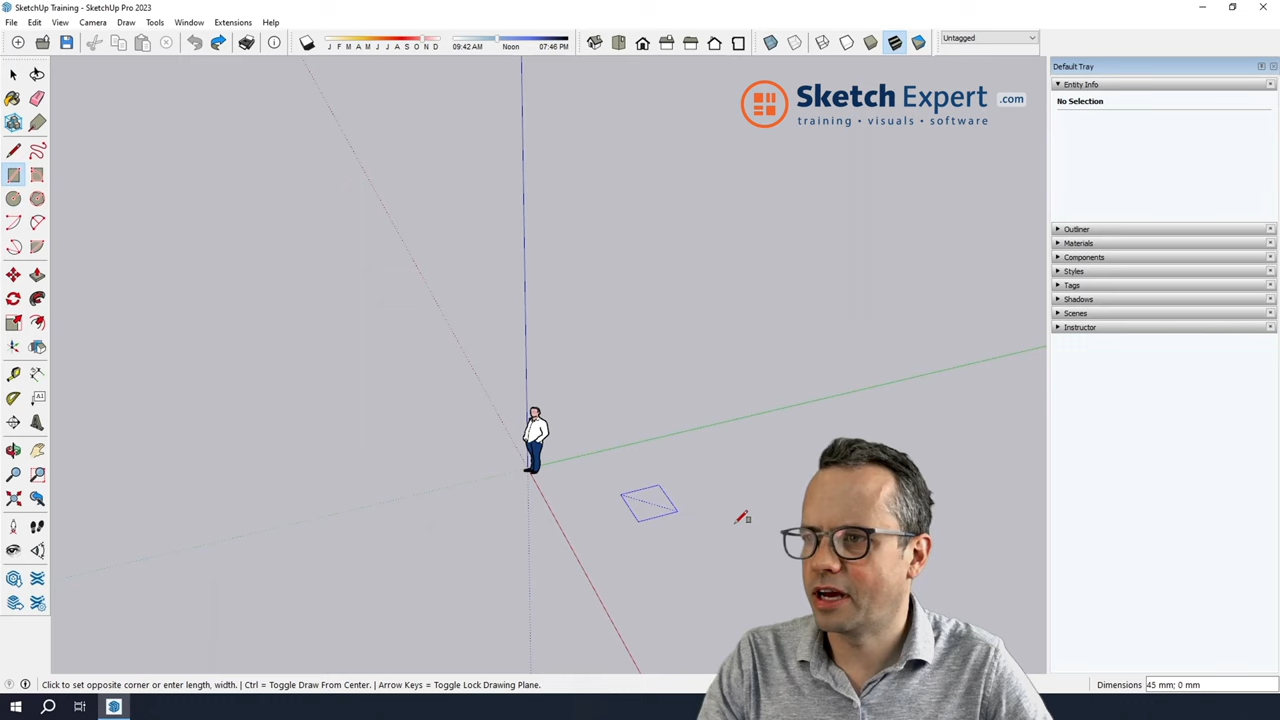 SketchUp Training - SketchUp Pro 2023
File Edit View Camera Draw Tools Window Extensions Help
J F M A M J J A S O N D
09:42 AM Noon 07:46 PM
Untagged
Default Tray
Entity Info
No Selection
Sketch Expert .com
training • visuals • software
A1
Outliner
Materials
Components
Styles
Tags
Shadows
Scenes
Instructor
Click to set opposite corner or enter length, width. | Ctrl = Toggle Draw From Center. | Arrow Keys = Toggle Lock Drawing Plane.
Dimensions 45 mm; 0 mm